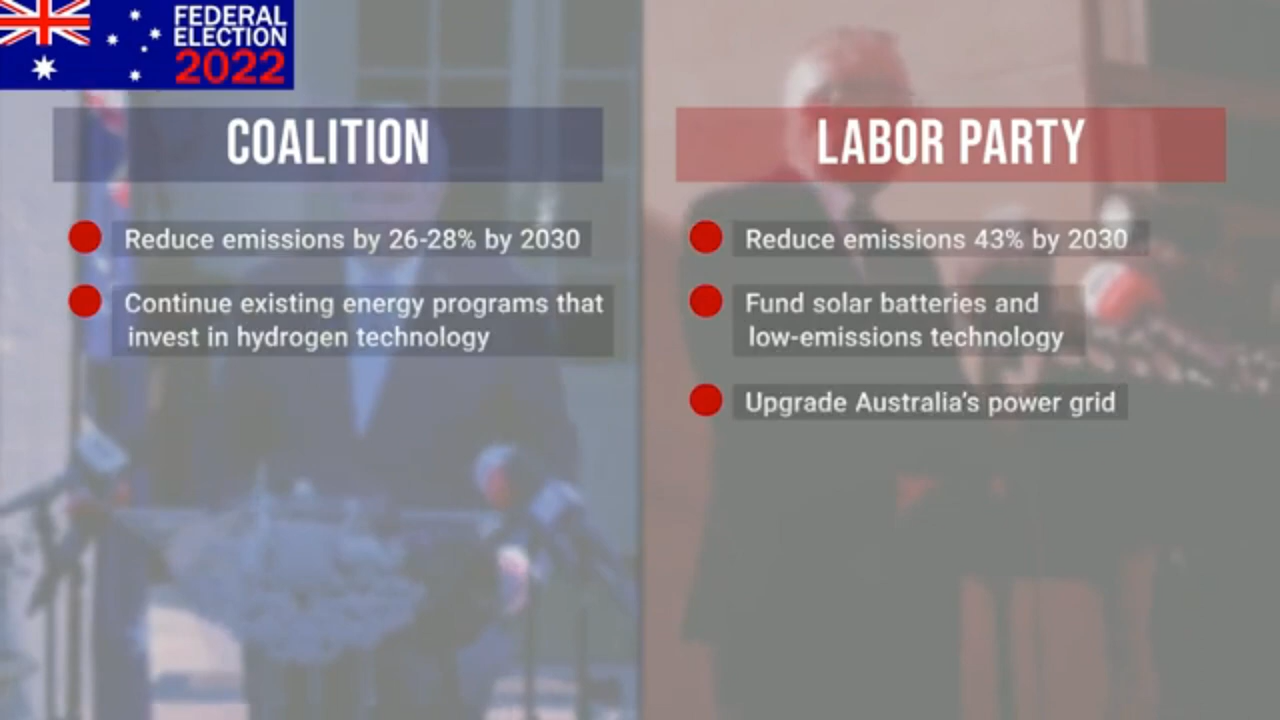 FEDERAL
ELECTION
2022
COALITION
Reduce emissions by 26-28% by 2030
Continue existing energy programs that
invest in hydrogen technology
LABOR PARTY
Reduce emissions 43% by 2030
Fund solar batteries and
low-emissions technology
Upgrade Australia's power grid